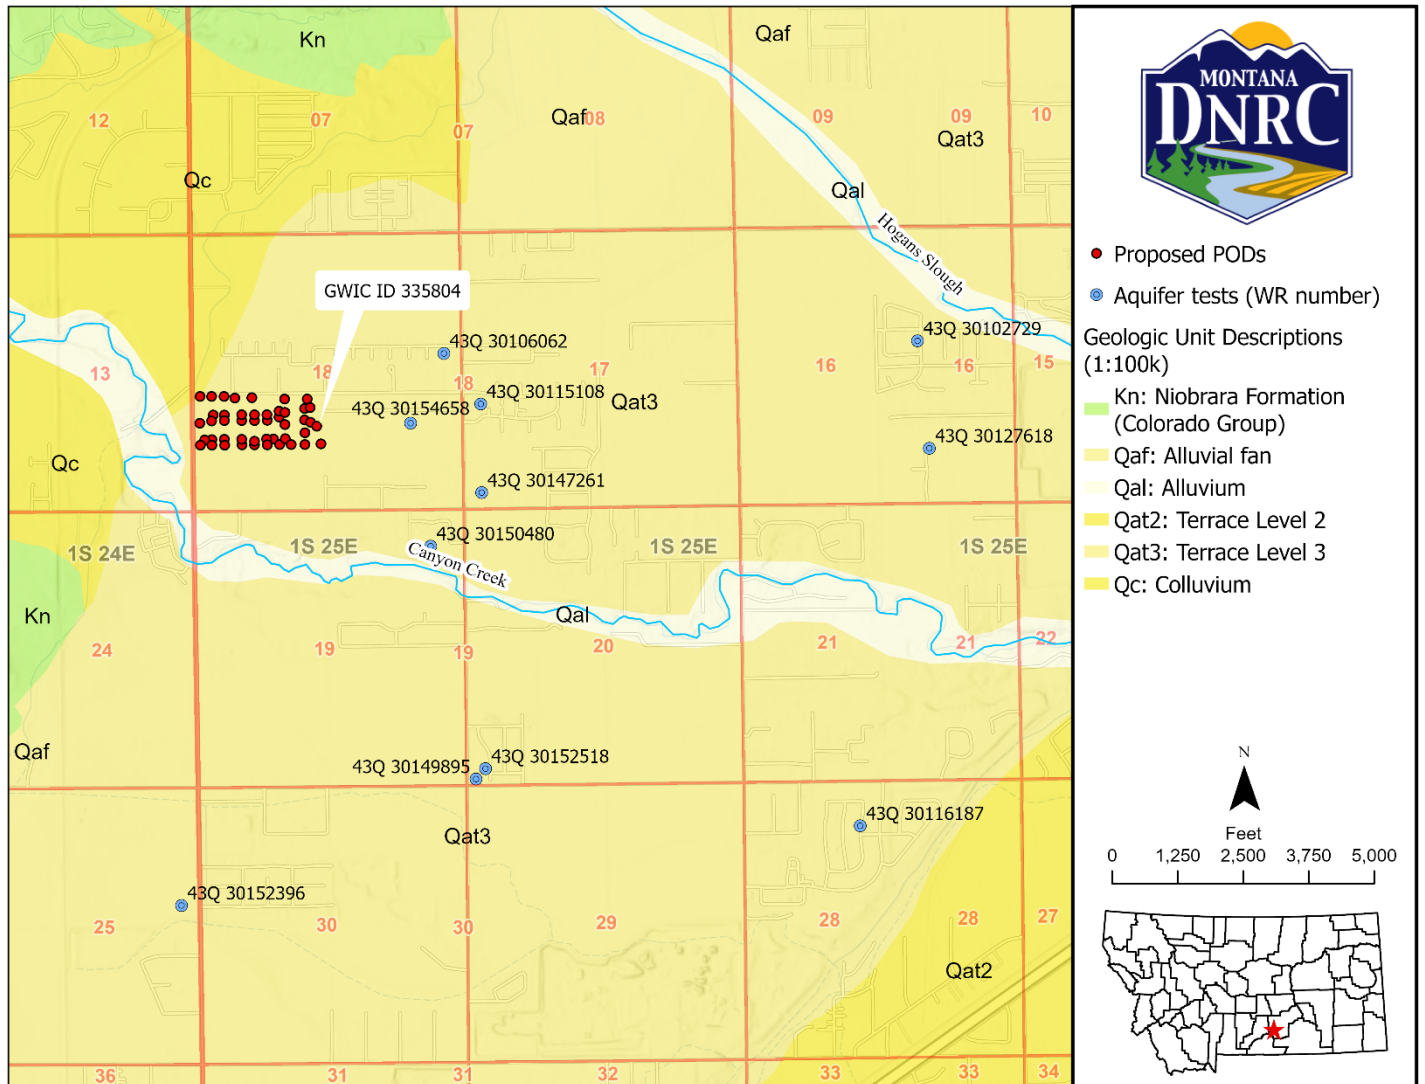 Kn
Qaf
12
07
07
Qaf
08
09
09
10
Qat3
Qc
Qal
Hogans Slough
GWIC ID 335804
43Q 30106062
43Q 30102729
13
18
18
17
16
16
15
43Q 30115108
Qat3
43Q 30154658
43Q 30127618
Qc
43Q 30147261
43Q 30150480
1S 24E
1S 25E
1S 25E
1S 25E
Canyon Creek
Kn
Qal
24
19
19
20
21
21
22
Qaf
43Q 30152518
43Q 30149895
43Q 30116187
Qat3
43Q 30152396
25
30
30
29
28
28
27
Qat2
36
31
31
32
33
33
34
MONTANA
DNRC
Proposed PODs
Aquifer tests (WR number)
Geologic Unit Descriptions
(1:100k)
Kn: Niobrara Formation
(Colorado Group)
Qaf: Alluvial fan
Qal: Alluvium
Qat2: Terrace Level 2
Qat3: Terrace Level 3
Qc: Colluvium
N
Feet
0 1,250 2,500 3,750 5,000